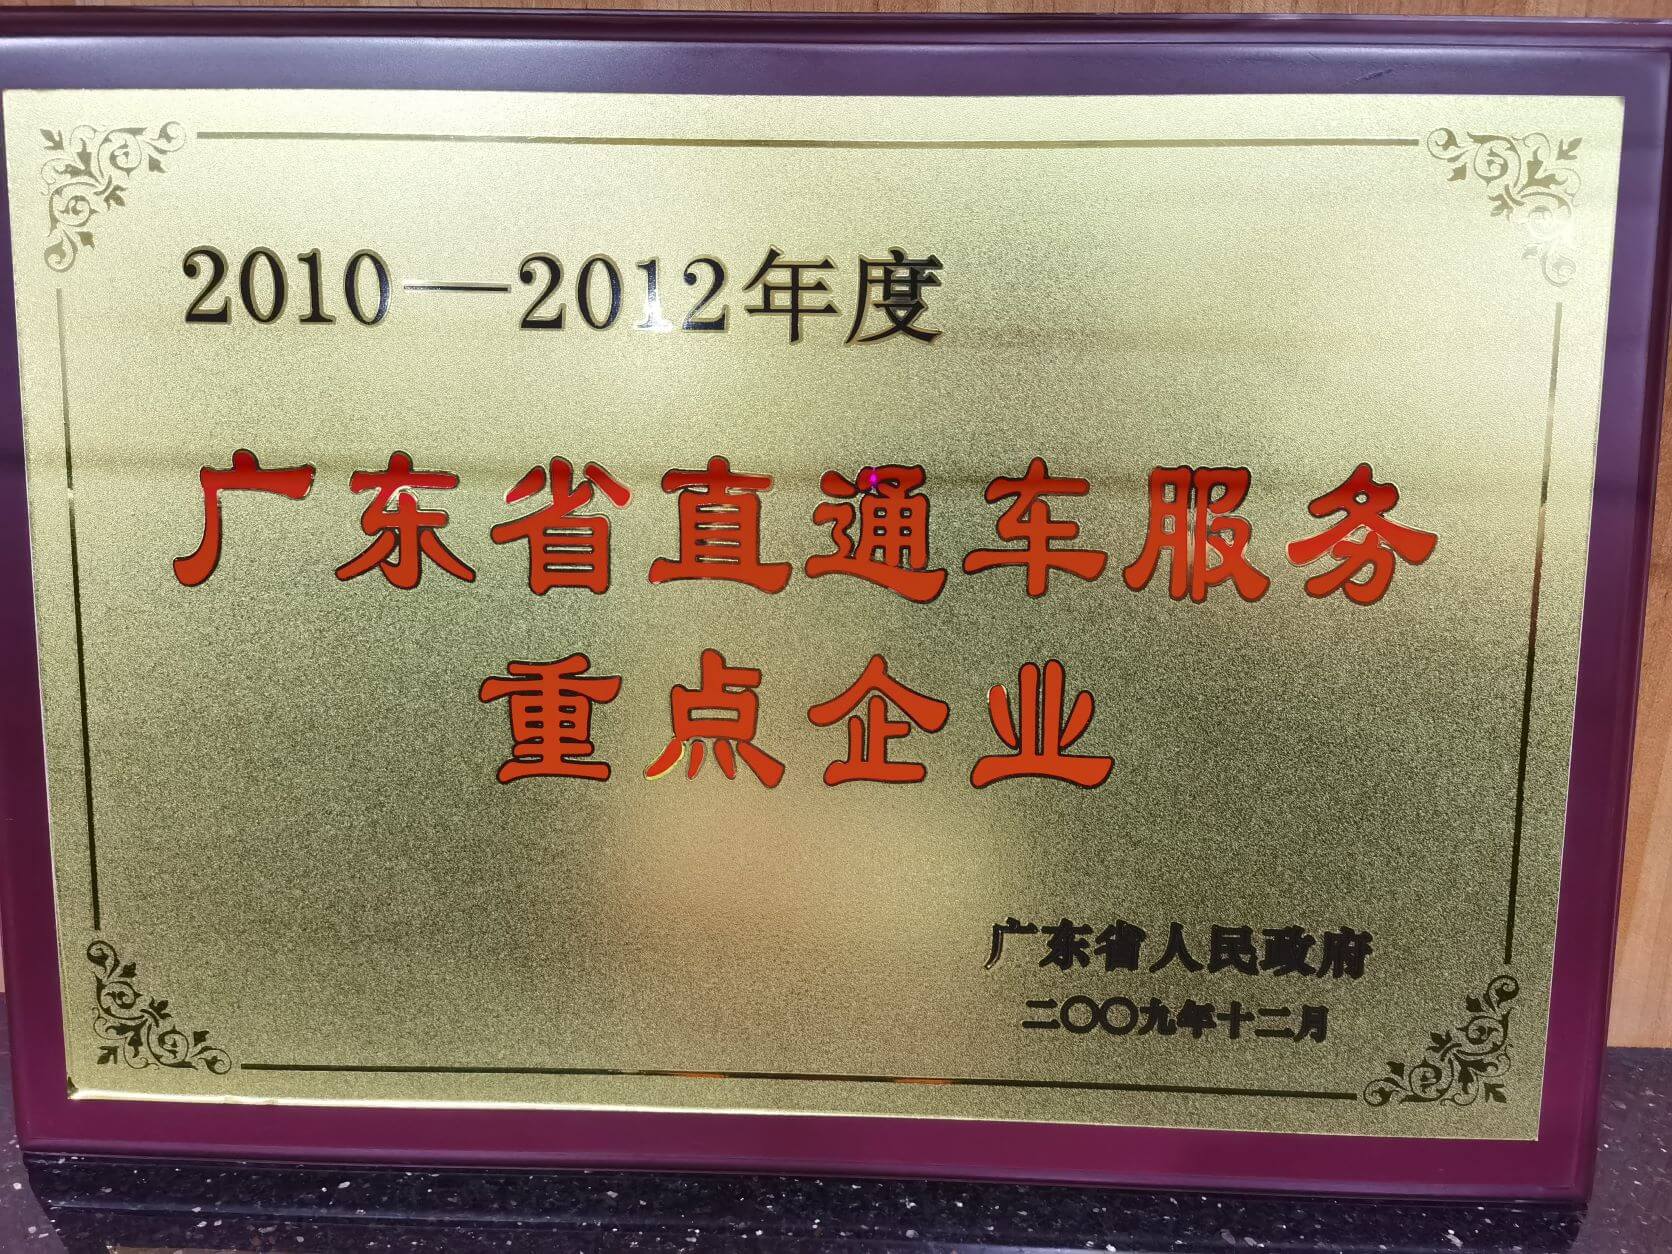 2010—2012年度
广东省直通车服务
重点企业
广东省人民政府
二〇〇九年十二月